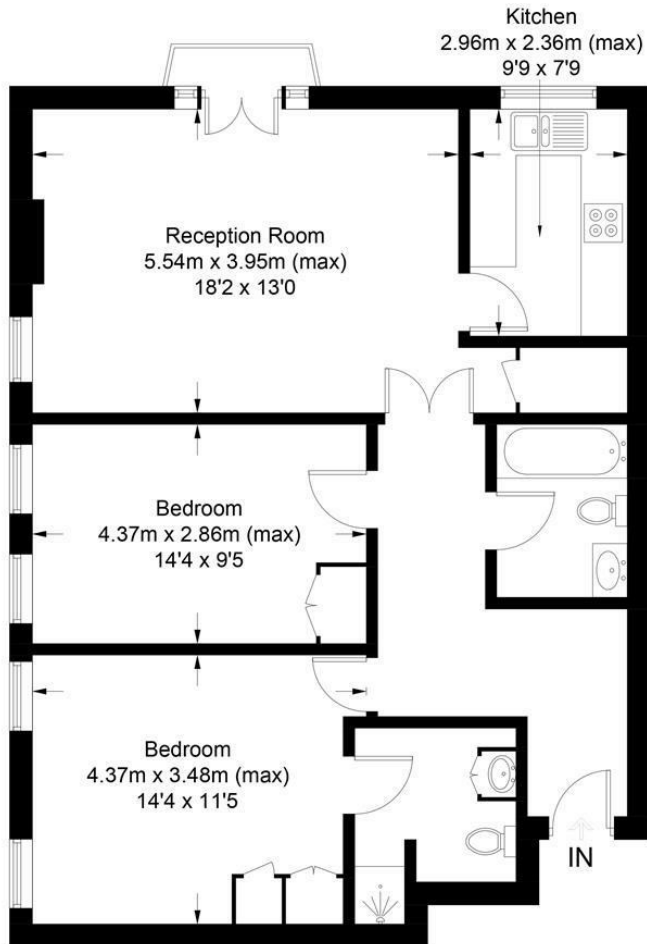 Kitchen
2.96m x 2.36m (max)
9'9 x 7'9
Reception Room
5.54m x 3.95m (max)
18'2 x 13'0
Bedroom
4.37m x 2.86m (max)
14'4 x 9'5
Bedroom
4.37m x 3.48m (max)
14'4 x 11'5
IN